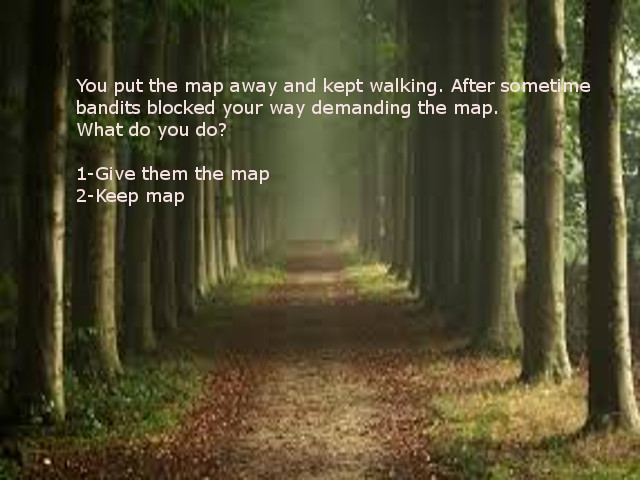 You put the map away and kept walking. After sometime
bandits blocked your way demanding the map.
What do you do?
1-Give them the map
2-Keep map